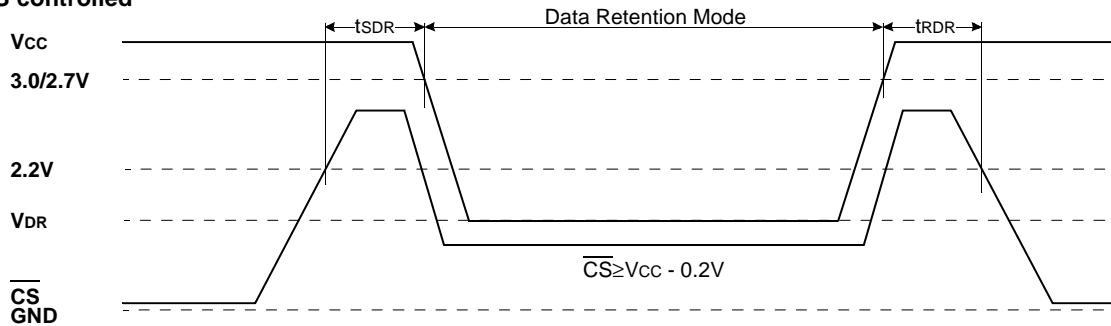 controlled
tSDR
Data Retention Mode
tRDR
VCC
3.0/2.7V
2.2V
VDR
CS≥VCC - 0.2V
CS
GND